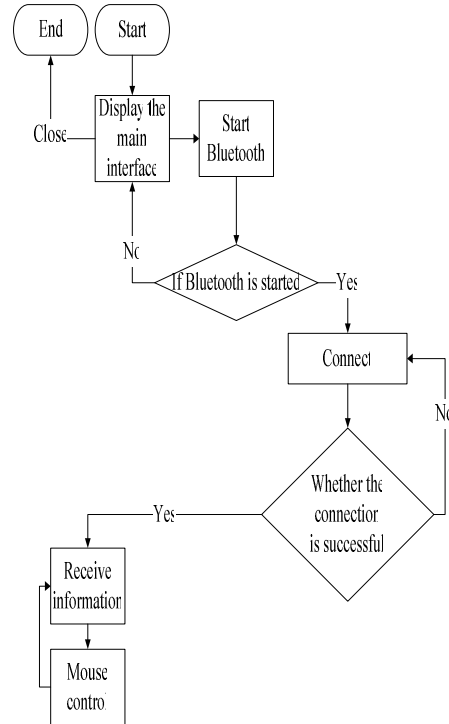 End
Start
Close
Display the
main
interface
Start
Bluetooth
No
If Bluetooth is started
Yes
Connect
No
Whether the
connection
is successful
Yes
Receive
information
Mouse
control